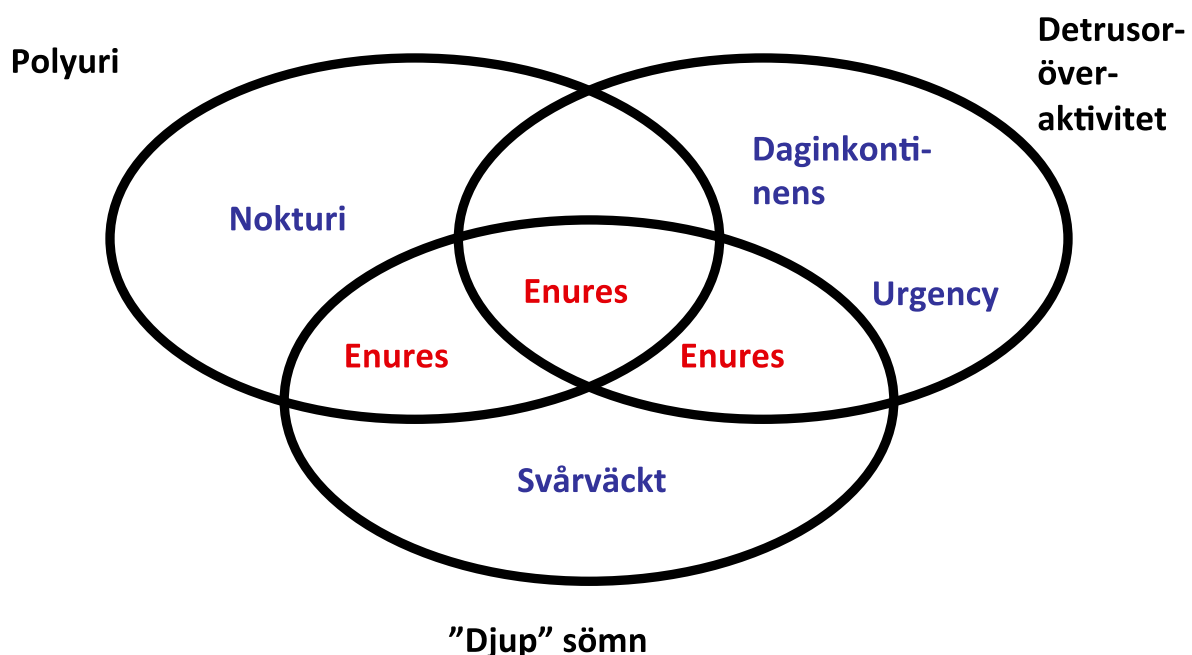 Polyuri
Detrusor-
över-
aktivitet
Daginkonti-
nens
Nokturi
Enures
Urgency
Enures
Enures
Svårväckt
”Djup” sömn